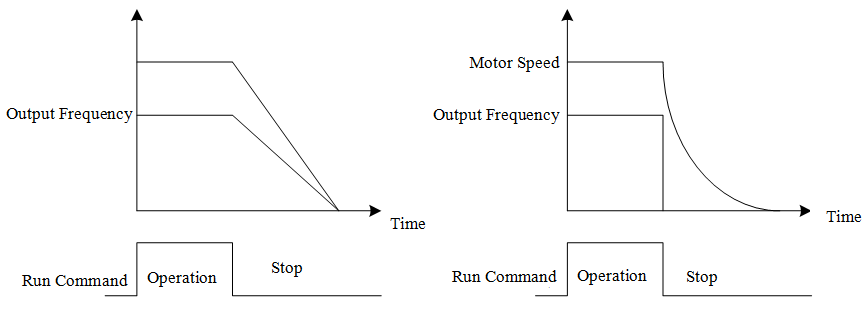 Output Frequency
Time
Run Command
Operation
Stop
Motor Speed
Output Frequency
Time
Run Command
Operation
Stop